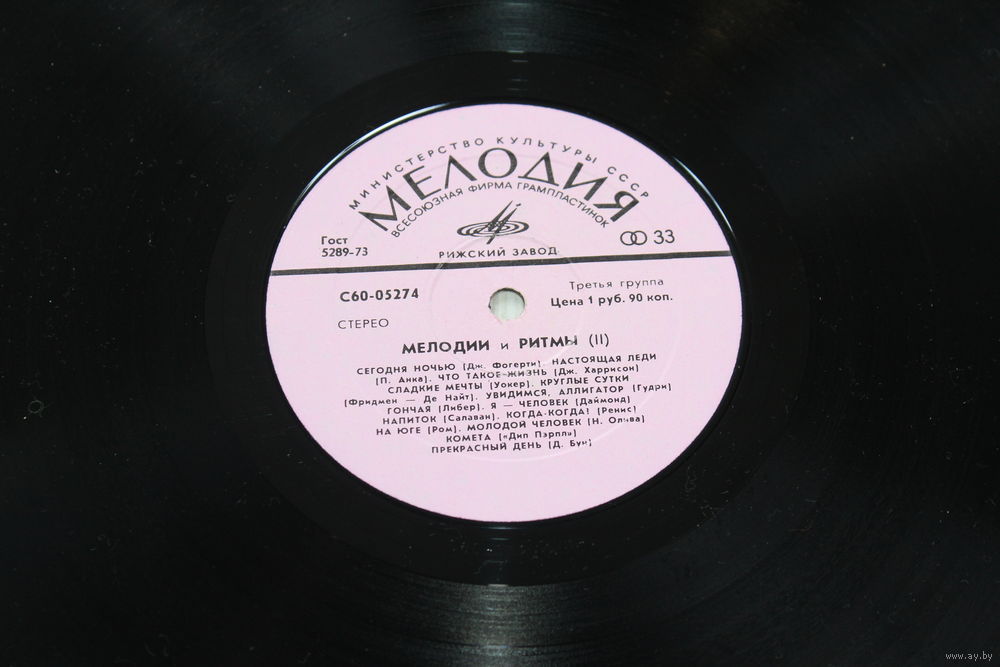 МИНИСТЕРСТВО КУЛЬТУРЫ СССР
МЕЛОДИЯ
ВСЕСОЮЗНАЯ ФИРМА ГРАМПЛАСТИНОК
Гост
5289-73
33
РИЖСКИЙ ЗАВОД
С60-05274
Третья группа
Цена 1 руб. 90 коп.
СТЕРЕО
МЕЛОДИИ и РИТМЫ (II)
СЕГОДНЯ НОЧЬЮ (Дж. Фогерти). НАСТОЯЩАЯ ЛЕДИ
(П. Анка). ЧТО ТАКОЕ ЖИЗНЬ (Дж. Харрисон)
СЛАДКИЕ МЕЧТЫ (Уокер). КРУГЛЫЕ СУТКИ
(Фридмен — Де Найт). УВИДИМСЯ, АЛЛИГАТОР (Гудри)
ГОНЧАЯ (Либер). Я — ЧЕЛОВЕК (Даймонд)
НАПИТОК (Салаван). КОГДА-КОГДА! (Ренис)
НА ЮГЕ (Ром). МОЛОДОЙ ЧЕЛОВЕК (Н. Олива)
КОМЕТА («Дип Пэрпл»)
ПРЕКРАСНЫЙ ДЕНЬ (Д. Бун)
www.ay.by